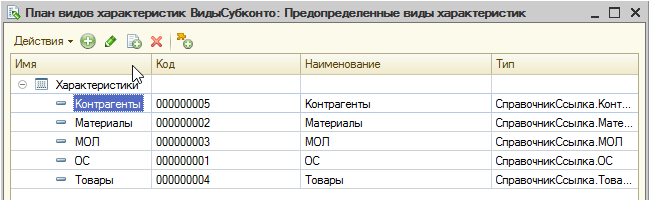 План видов характеристик ВидыСубконто: Предопределенные виды характеристик
Действия
Имя Код Наименование Тип
Характеристики
Контрагенты 000000005 Контрагенты СправочникСсылка.Конт...
Материалы 000000002 Материалы СправочникСсылка.Мате...
МОЛ 000000003 МОЛ СправочникСсылка.МОЛ
ОС 000000001 ОС СправочникСсылка.ОС
Товары 000000004 Товары СправочникСсылка.Това...